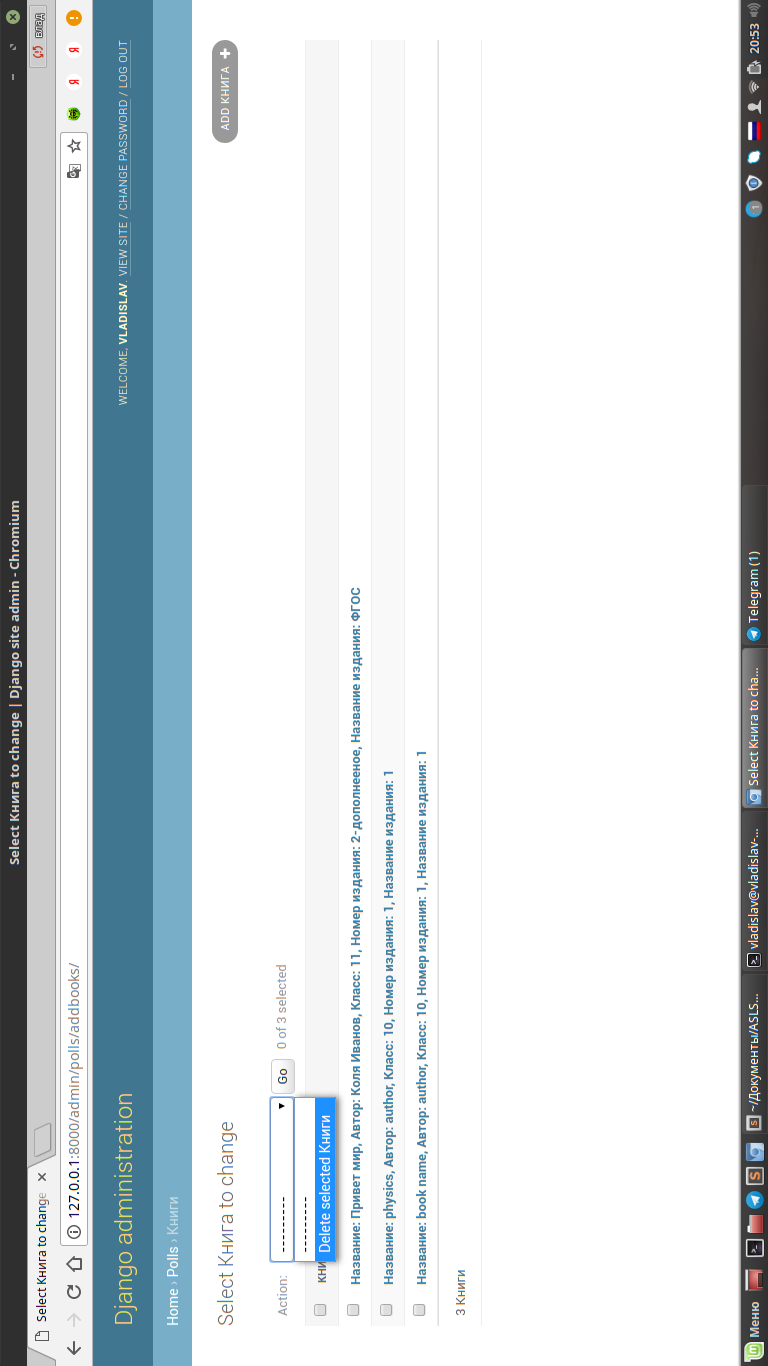 Select Книга to change | Django site admin - Chromium
Select Книга to change
влад
127.0.0.1:8000/admin/polls/addbooks/
Django administration
WELCOME, VLADISLAV. VIEW SITE / CHANGE PASSWORD / LOG OUT
Home › Polls › Книги
Select Книга to change
ADD КНИГА +
Action:
---------
Go
0 of 3 selected
---------
Delete selected Книги
КНИ
Название: Привет мир, Автор: Коля Иванов, Класс: 11, Номер издания: 2-дополнееное, Название издания: ФГОС
Название: physics, Автор: author, Класс: 10, Номер издания: 1, Название издания: 1
Название: book name, Автор: author, Класс: 10, Номер издания: 1, Название издания: 1
3 Книги
Меню
~/Документы/ASLS...
vladislav@vladislav-...
Select Книга to cha...
Telegram (1)
1
20:53